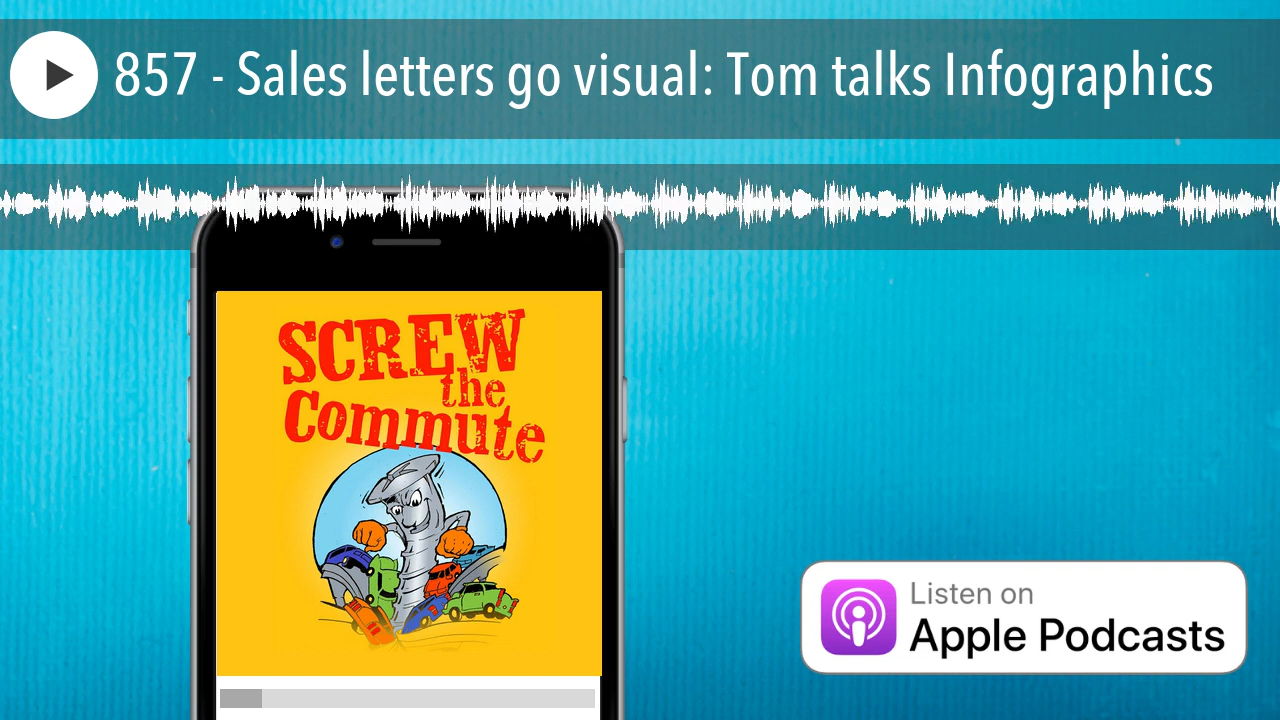 857 - Sales letters go visual: Tom talks Infographics
SCREW
the
Commute
Listen on
Apple Podcasts